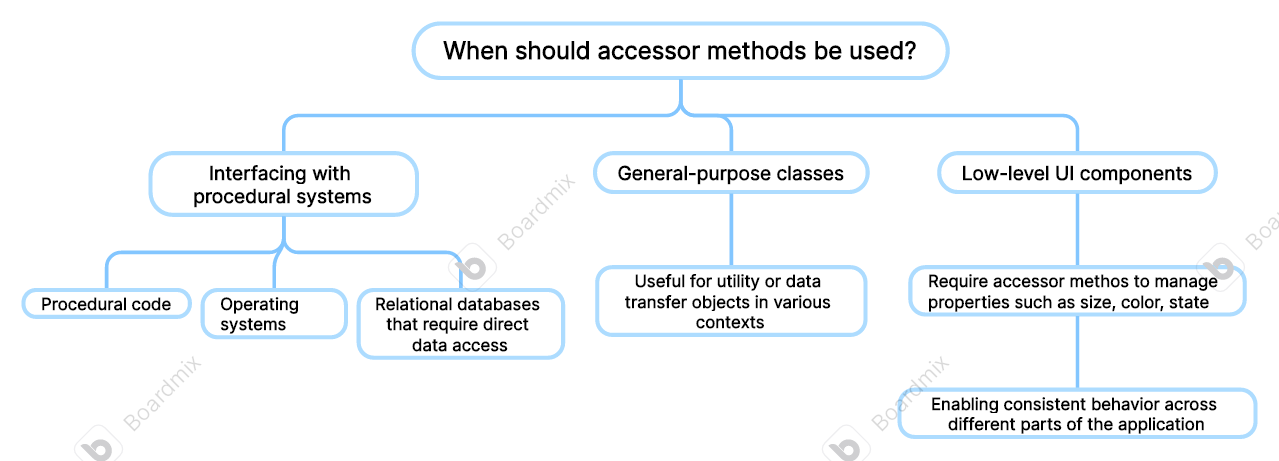 When should accessor methods be used?
Interfacing with
procedural systems
General-purpose classes
Low-level UI components
Procedural code
Operating
systems
Relational databases
that require direct
data access
Useful for utility or data
transfer objects in various
contexts
Require accessor methos to manage
properties such as size, color, state
Enabling consistent behavior across
different parts of the application
Boardmix
Boardmix
Boardmix
Boa